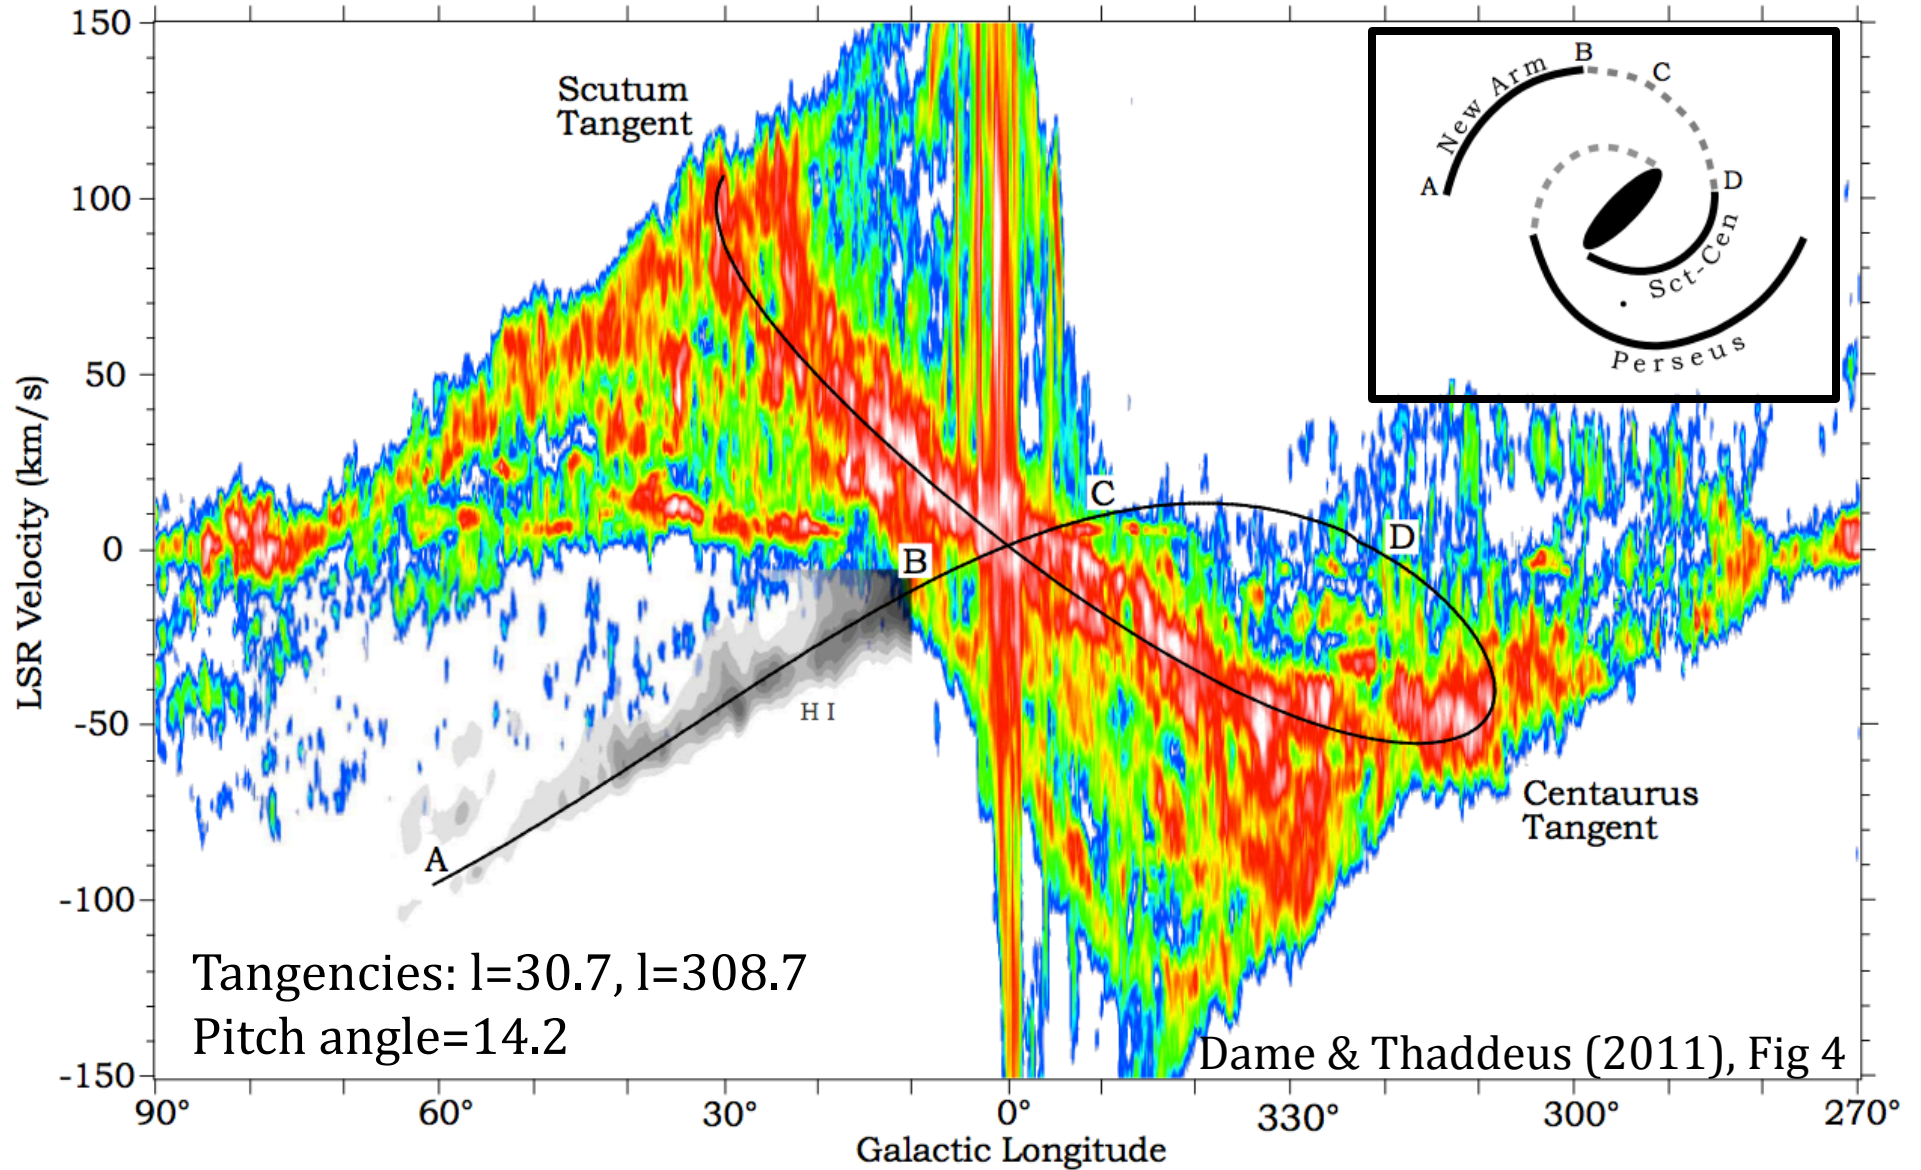 150
100
50
0
-50
-100
-150
LSR Velocity (km/s)
90°
60°
30°
0°
330°
300°
270°
Galactic Longitude
Scutum
Tangent
Centaurus
Tangent
A
B
C
D
H I
New Arm
A
B
C
D
Sct-Cen
Perseus
Tangencies: l=30.7, l=308.7
Pitch angle=14.2
Dame & Thaddeus (2011), Fig 4